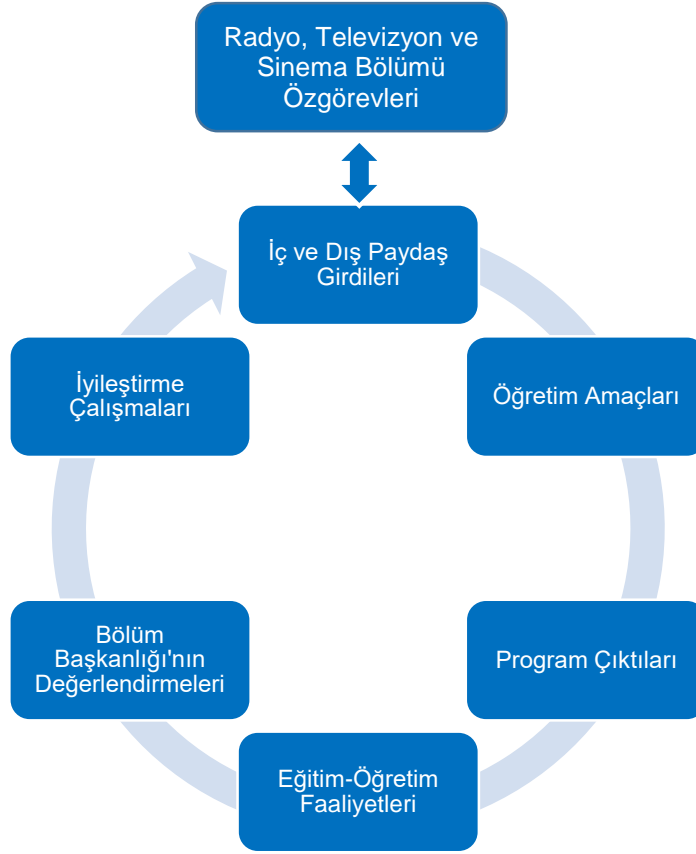 Radyo, Televizyon ve
Sinema Bölümü
Özgörevleri
İç ve Dış Paydaş
Girdileri
Öğretim Amaçları
Program Çıktıları
Eğitim-Öğretim
Faaliyetleri
Bölüm
Başkanlığı'nın
Değerlendirmeleri
İyileştirme
Çalışmaları